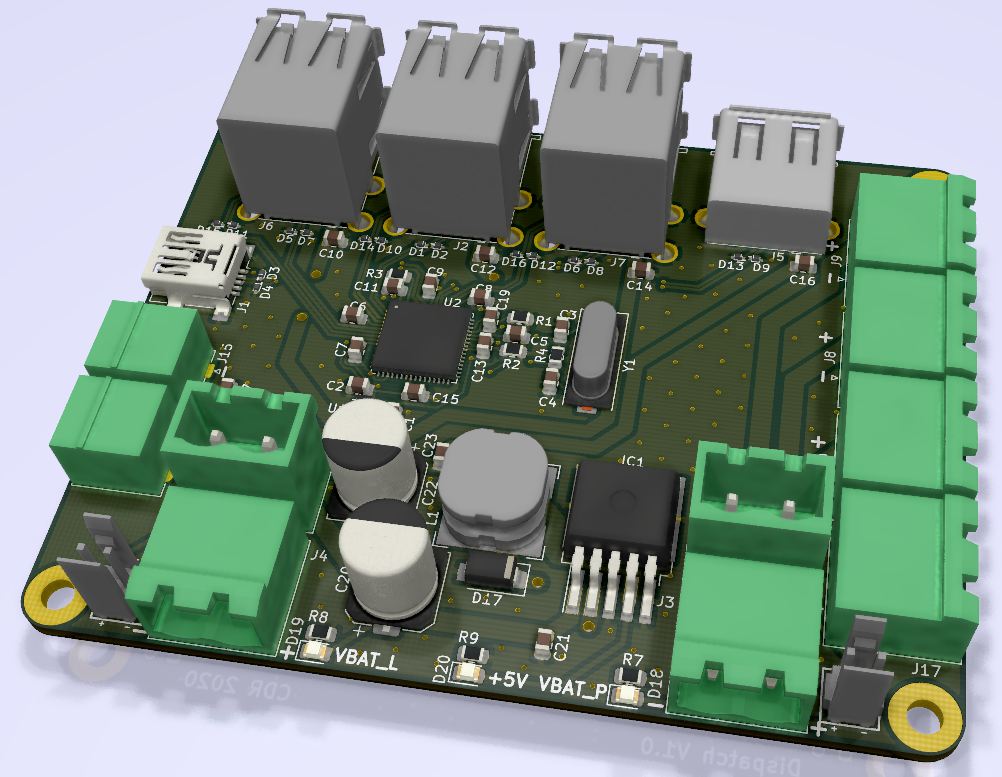 J6
D5 D7
C10
D14 D10
D1 D2
J2
C12
D16 D12
D6 D8
J7
C14
D13 D9
J5
C16
+
-
J1
D4 D3
R3
C11
C9
U2
C8
C19
C6
C7
C2
C15
C13
R1
C5
R2
C3
R4
C4
Y1
J16
+
-
J8
+
C23
C22
L1
IC1
J4
C20
D17
J3
R8
D19
+ VBAT_L
R9
D20
+5V
C21
VBAT_P
R7
D18
-
+
J17
+ -
+ -
CDR 2020
Dispatch V1.0